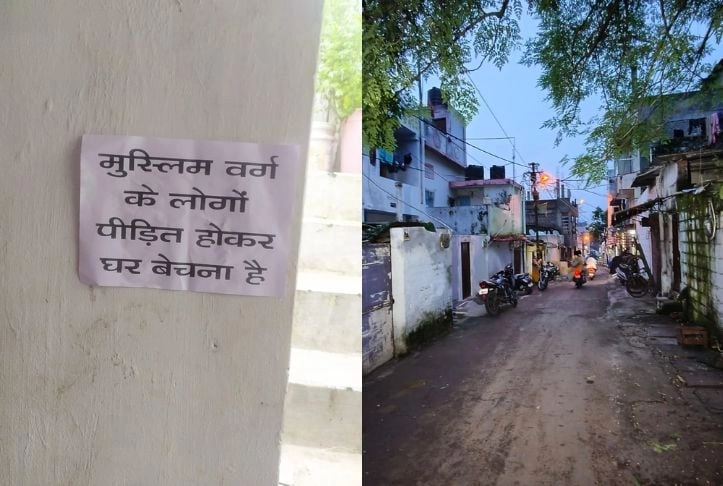 मुस्लिम वर्ग
के लोगों
पीड़ित होकर
घर बेचना है